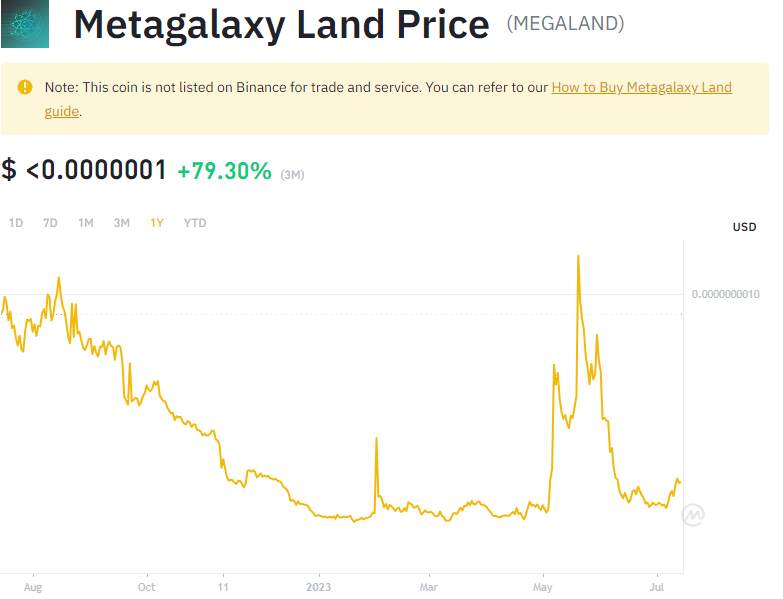 Metagalaxy Land Price (MEGALAND)
Note: This coin is not listed on Binance for trade and service. You can refer to our How to Buy Metagalaxy Land
guide.
$ <0.0000001 +79.30% (3M)
1D 7D 1M 3M 1Y YTD
USD
0.0000000010
Aug Oct 11 2023 Mar May Jul